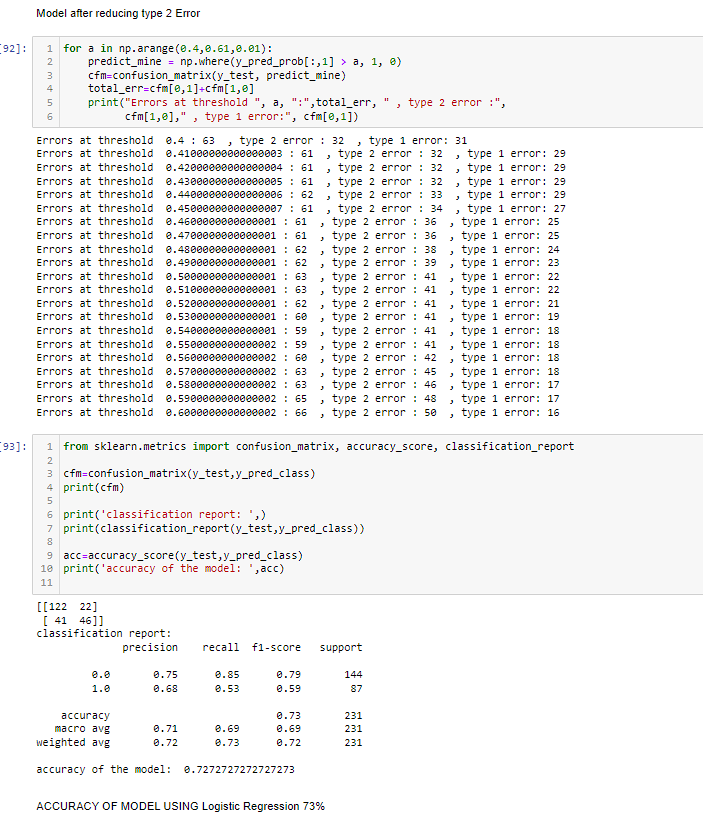 Model after reducing type 2 Error
[92]:
1 for a in np.arange(0.4,0.61,0.01):
2     predict_mine = np.where(y_pred_prob[:,1] > a, 1, 0)
3     cfm=confusion_matrix(y_test, predict_mine)
4     total_err=cfm[0,1]+cfm[1,0]
5     print("Errors at threshold ", a, ":",total_err, " , type 2 error :",
6           cfm[1,0]," , type 1 error:", cfm[0,1])
Errors at threshold  0.4 : 63  , type 2 error : 32  , type 1 error: 31
Errors at threshold  0.41000000000000003 : 61  , type 2 error : 32  , type 1 error: 29
Errors at threshold  0.42000000000000004 : 61  , type 2 error : 32  , type 1 error: 29
Errors at threshold  0.43000000000000005 : 61  , type 2 error : 32  , type 1 error: 29
Errors at threshold  0.44000000000000006 : 62  , type 2 error : 33  , type 1 error: 29
Errors at threshold  0.45000000000000007 : 61  , type 2 error : 34  , type 1 error: 27
Errors at threshold  0.4600000000000001 : 61  , type 2 error : 36  , type 1 error: 25
Errors at threshold  0.4700000000000001 : 61  , type 2 error : 36  , type 1 error: 25
Errors at threshold  0.4800000000000001 : 62  , type 2 error : 38  , type 1 error: 24
Errors at threshold  0.4900000000000001 : 62  , type 2 error : 39  , type 1 error: 23
Errors at threshold  0.5000000000000001 : 63  , type 2 error : 41  , type 1 error: 22
Errors at threshold  0.5100000000000001 : 63  , type 2 error : 41  , type 1 error: 22
Errors at threshold  0.5200000000000001 : 62  , type 2 error : 41  , type 1 error: 21
Errors at threshold  0.5300000000000001 : 60  , type 2 error : 41  , type 1 error: 19
Errors at threshold  0.5400000000000001 : 59  , type 2 error : 41  , type 1 error: 18
Errors at threshold  0.5500000000000002 : 59  , type 2 error : 41  , type 1 error: 18
Errors at threshold  0.5600000000000002 : 60  , type 2 error : 42  , type 1 error: 18
Errors at threshold  0.5700000000000002 : 63  , type 2 error : 45  , type 1 error: 18
Errors at threshold  0.5800000000000002 : 63  , type 2 error : 46  , type 1 error: 17
Errors at threshold  0.5900000000000002 : 65  , type 2 error : 48  , type 1 error: 17
Errors at threshold  0.6000000000000002 : 66  , type 2 error : 50  , type 1 error: 16
[93]:
1 from sklearn.metrics import confusion_matrix, accuracy_score, classification_report
2
3 cfm=confusion_matrix(y_test,y_pred_class)
4 print(cfm)
5
6 print('classification report: ',)
7 print(classification_report(y_test,y_pred_class))
8
9 acc=accuracy_score(y_test,y_pred_class)
10 print('accuracy of the model: ',acc)
11
[[122  22]
 [ 41  46]]
classification report:
precision    recall  f1-score   support
0.0       0.75      0.85      0.79       144
1.0       0.68      0.53      0.59        87
accuracy                           0.73       231
macro avg       0.71      0.69      0.69       231
weighted avg       0.72      0.73      0.72       231
accuracy of the model:  0.7272727272727273
ACCURACY OF MODEL USING Logistic Regression 73%